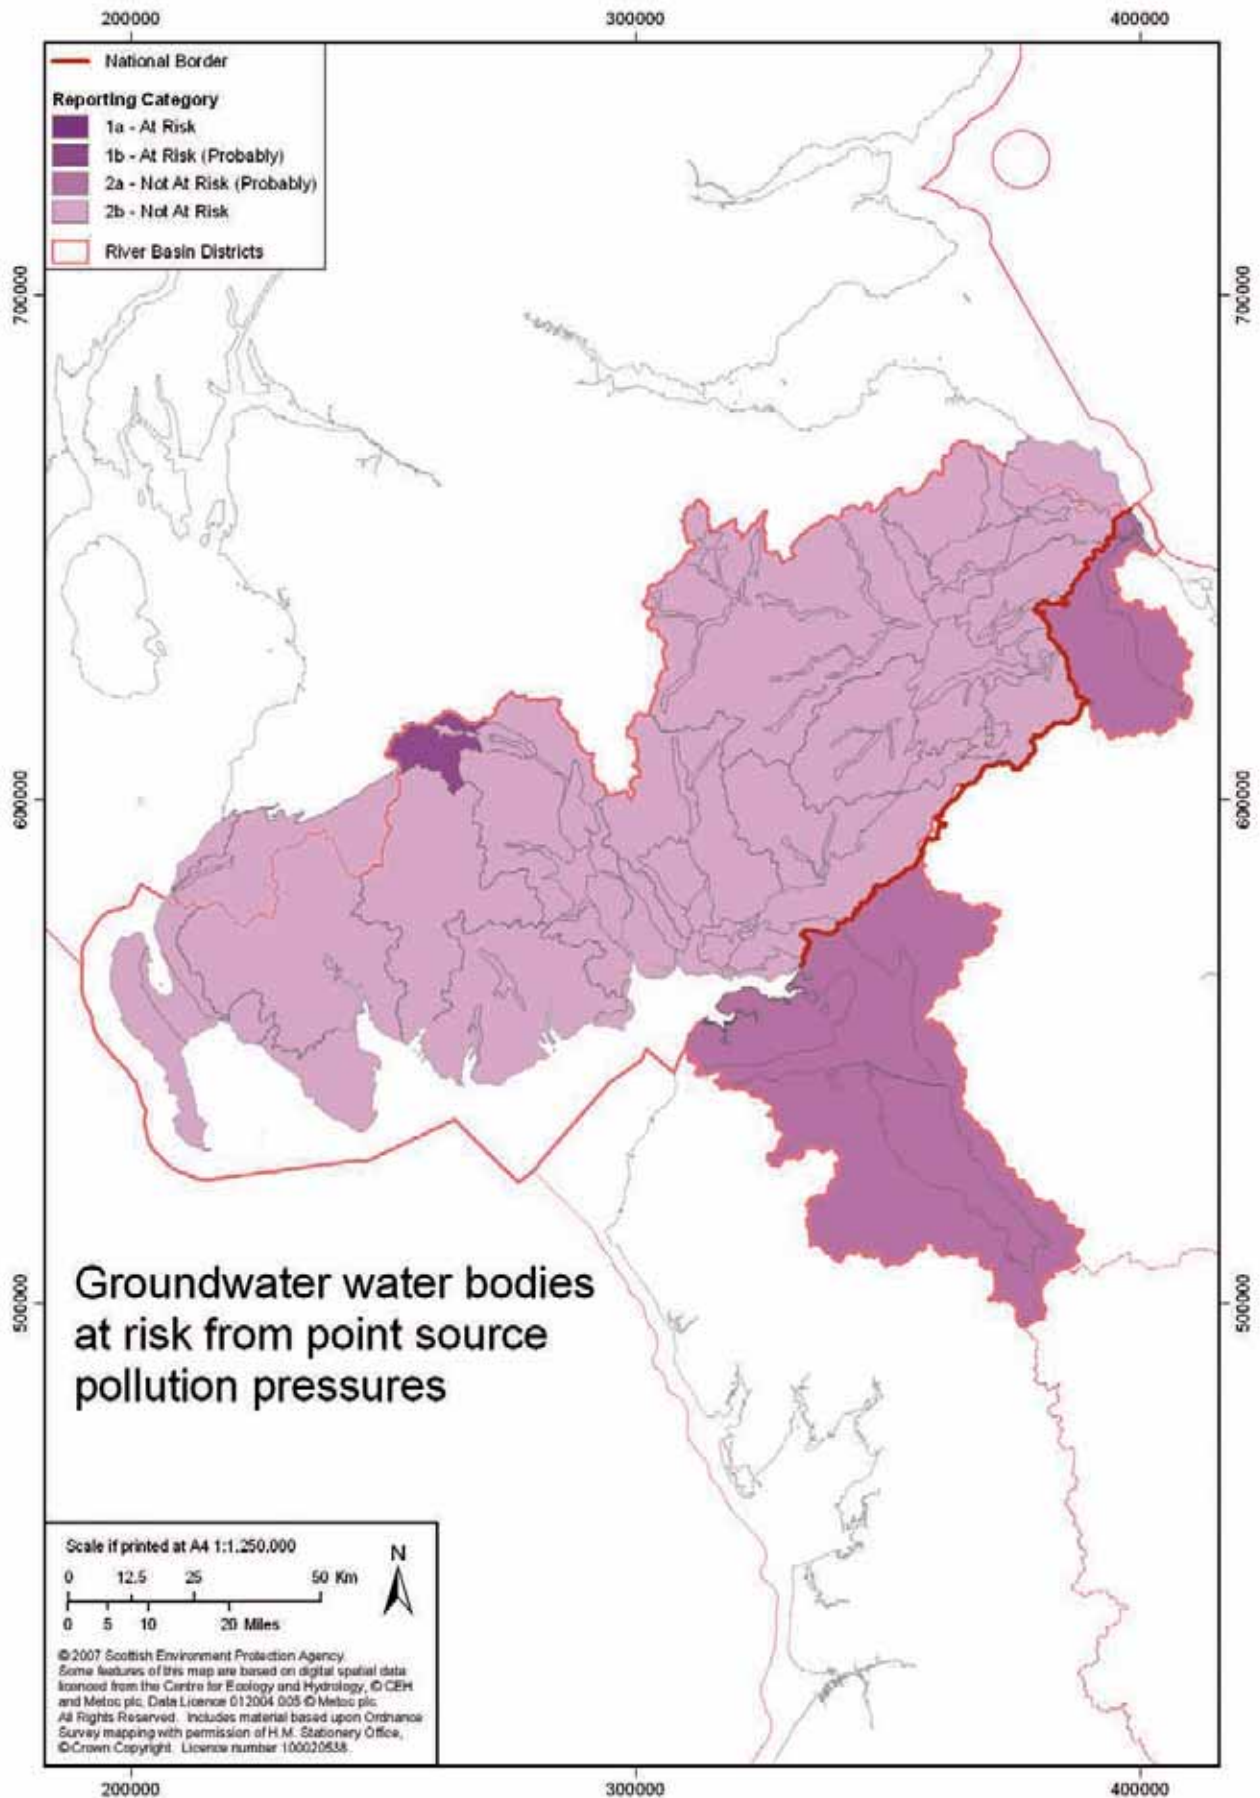 200000 300000 400000
National Border
Reporting Category
1a - At Risk
1b - At Risk (Probably)
2a - Not At Risk (Probably)
2b - Not At Risk
River Basin Districts
700000 700000
600000 600000
500000 500000
Groundwater water bodies
at risk from point source
pollution pressures
Scale if printed at A4 1:1,250,000
N
0 12.5 25 50 Km
0 5 10 20 Miles
© 2007 Scottish Environment Protection Agency.
Some features of this map are based on digital spatial data
licenced from the Centre for Ecology and Hydrology, © CEH
and Metoc plc, Data Licence 012004.005 © Metoc plc.
All Rights Reserved. Includes material based upon Ordnance
Survey mapping with permission of H.M. Stationery Office,
© Crown Copyright. Licence number 100020538.
200000 300000 400000